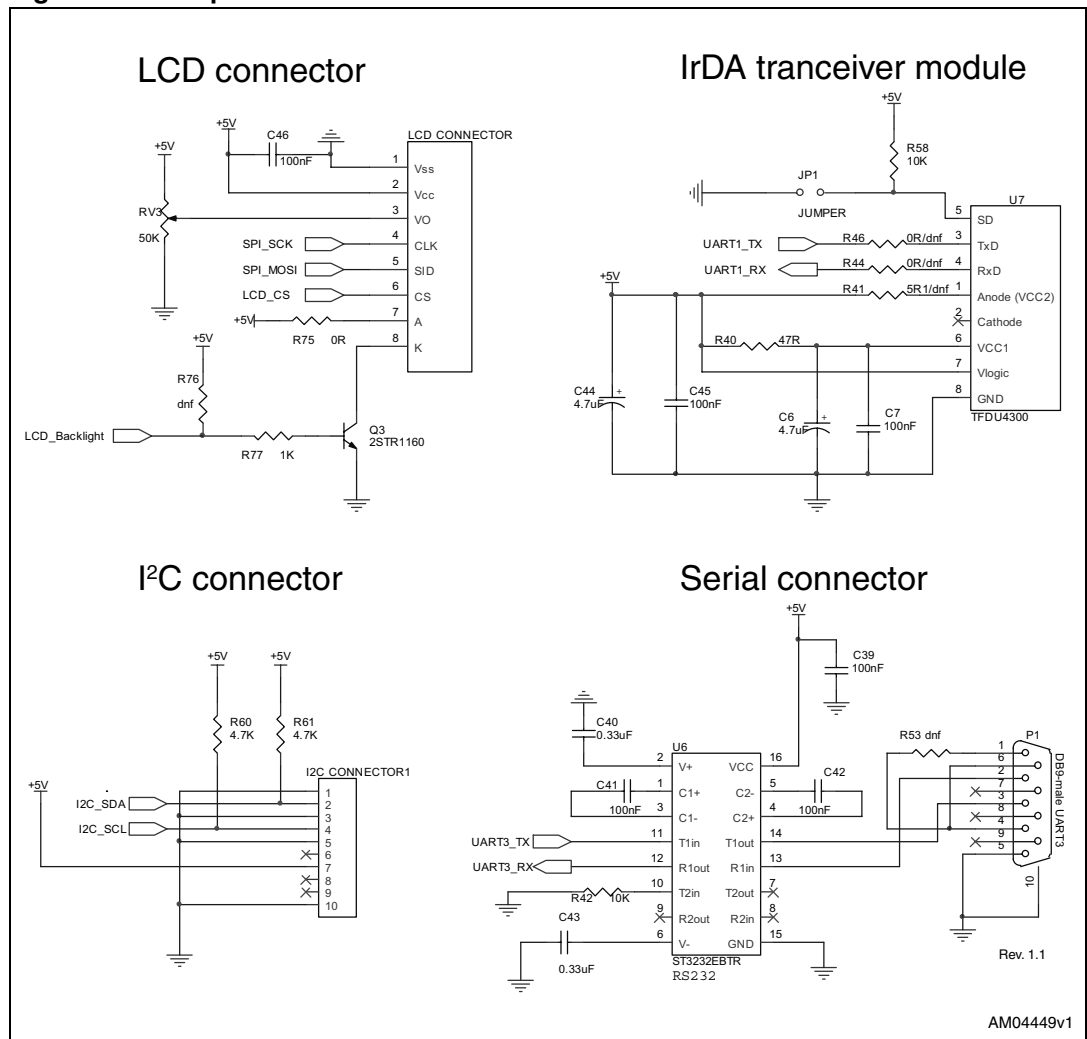 LCD connector
+5V
C46
100nF
+5V
RV3
50K
LCD CONNECTOR
1 Vss
2 Vcc
3 VO
SPI_SCK 4 CLK
SPI_MOSI 5 SID
LCD_CS 6 CS
+5V 7 A
R75 0R
8 K
+5V
R76
dnf
LCD_Backlight
R77 1K
Q3
2STR1160
IrDA tranceiver module
+5V
R58
10K
JP1
JUMPER
U7
5 SD
UART1_TX R46 0R/dnf 3 TxD
UART1_RX R44 0R/dnf 4 RxD
+5V
R41 5R1/dnf 1 Anode (VCC2)
2 Cathode
R40 47R 6 VCC1
7 Vlogic
8 GND
TFDU4300
C44
4.7uF
C45
100nF
C6
4.7uF
C7
100nF
I²C connector
+5V +5V
R60
4.7K
R61
4.7K
I2C CONNECTOR1
+5V
I2C_SDA
I2C_SCL
1
2
3
4
5
6
7
8
9
10
Serial connector
+5V
C39
100nF
C40
0.33uF
U6
2 V+ VCC 16
C41
100nF
1 C1+ C2- 5
3 C1- C2+ 4
C42
100nF
UART3_TX 11 T1in T1out 14
UART3_RX 12 R1out R1in 13
R42 10K 10 T2in T2out 7
9 R2out R2in 8
C43
0.33uF
6 V- GND 15
ST3232EBTR
RS232
R53 dnf
P1
1
6
2
7
3
8
4
9
5
10
DB9-male UART3
Rev. 1.1
AM04449v1